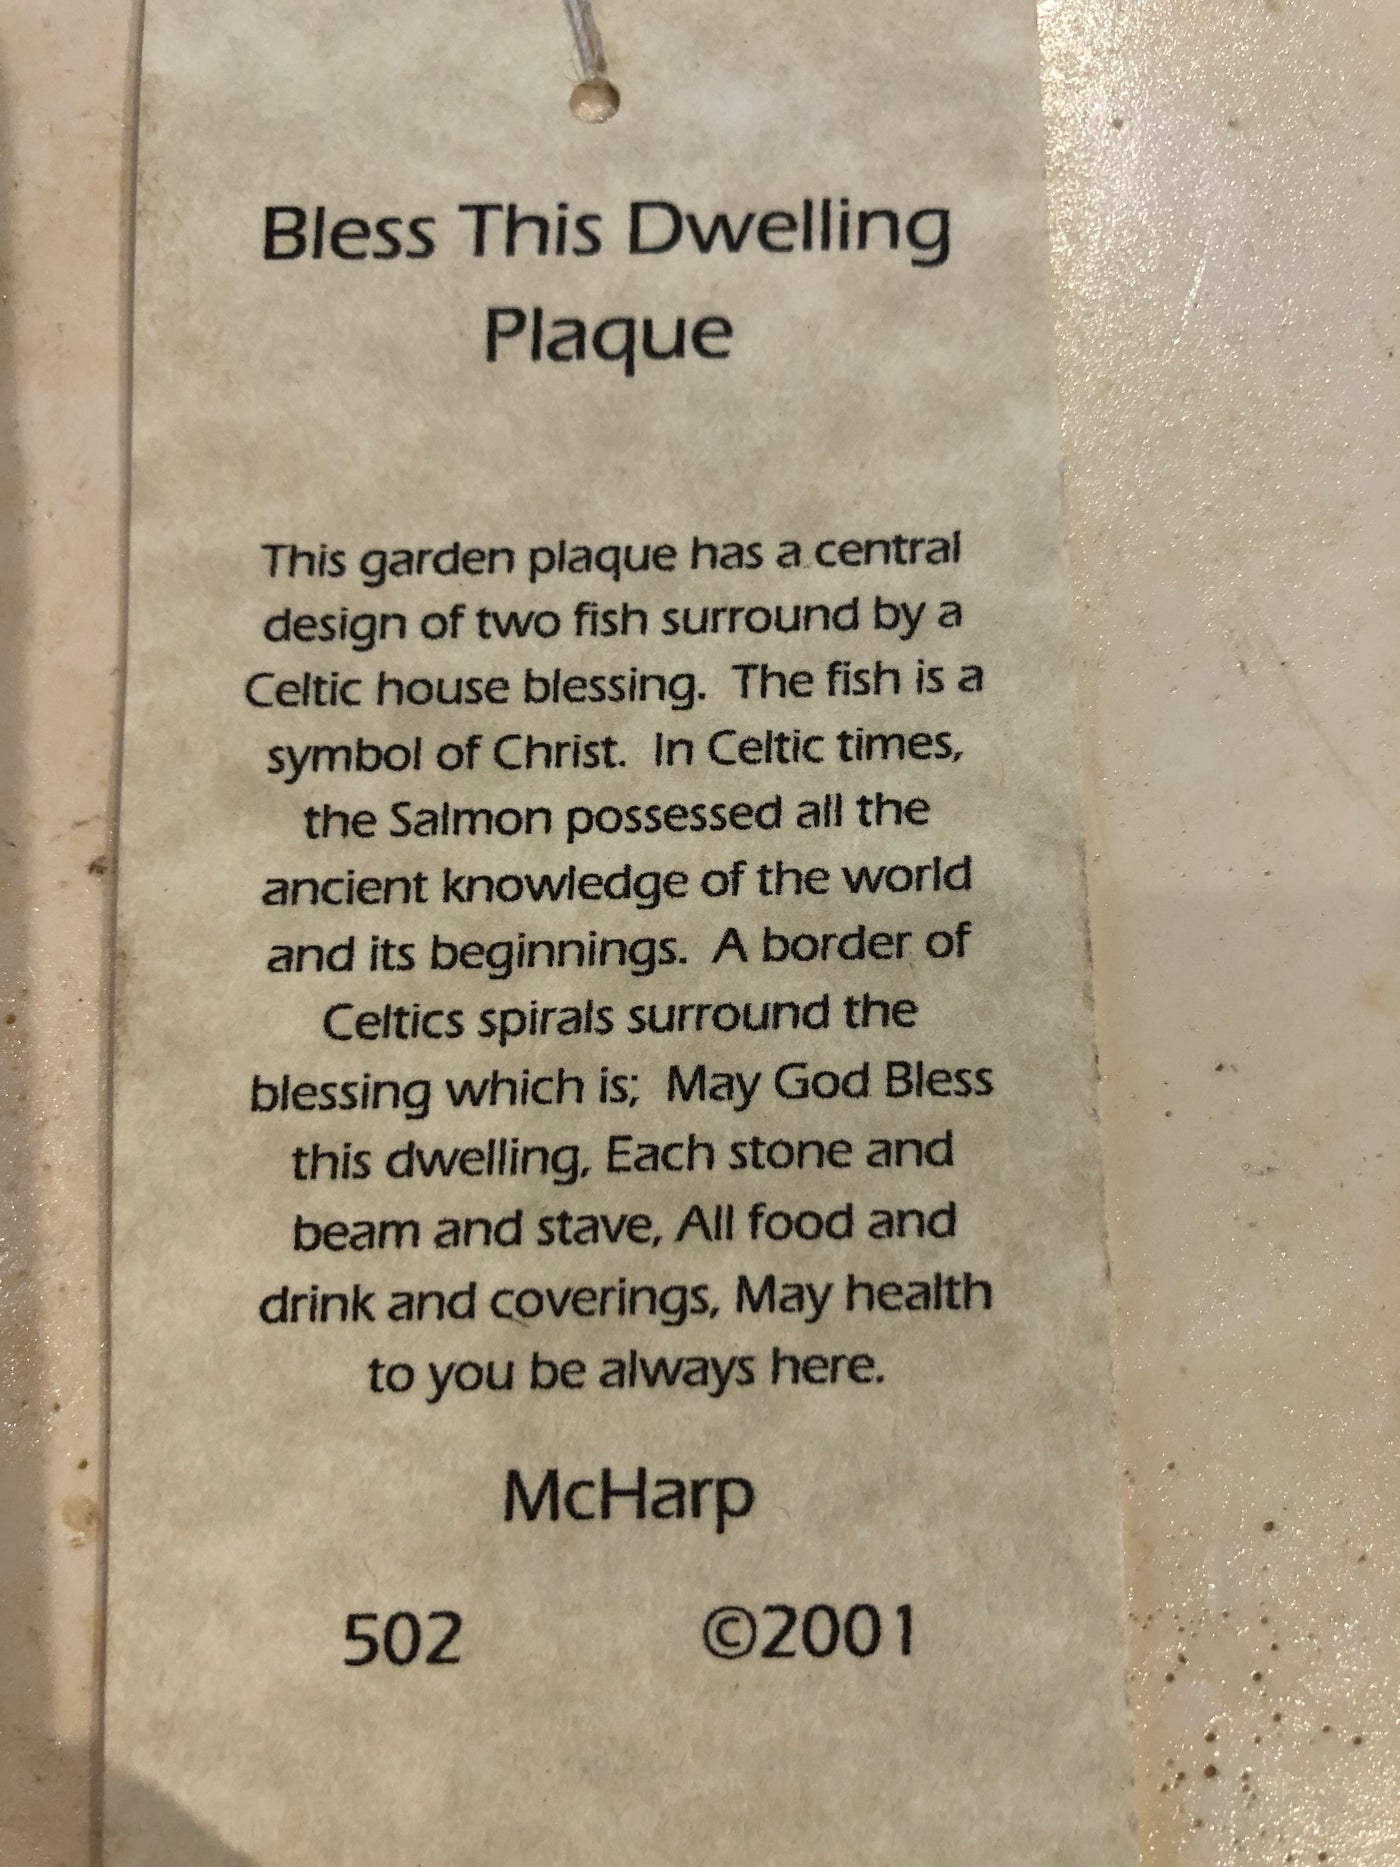 Bless This Dwelling
Plaque
This garden plaque has a central
design of two fish surround by a
Celtic house blessing.  The fish is a
symbol of Christ.  In Celtic times,
the Salmon possessed all the
ancient knowledge of the world
and its beginnings.  A border of
Celtics spirals surround the
blessing which is;  May God Bless
this dwelling, Each stone and
beam and stave, All food and
drink and coverings, May health
to you be always here.
McHarp
502 ©2001